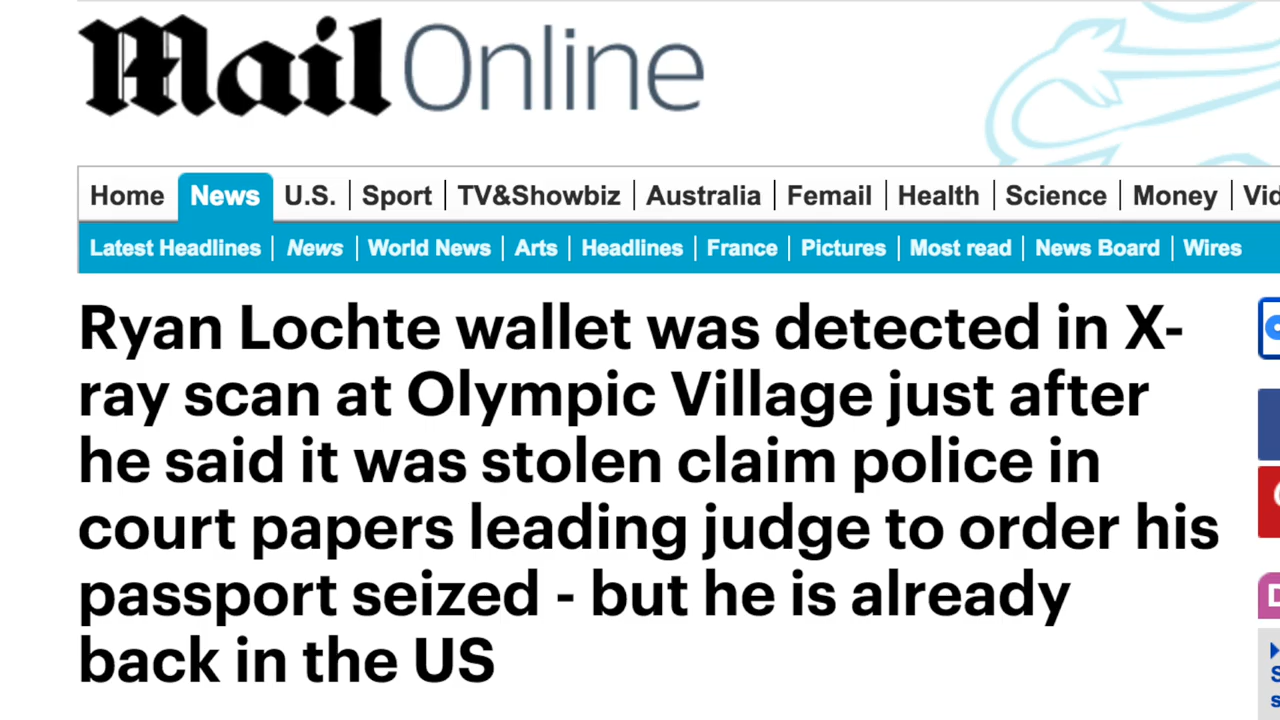 Mail Online
Home News U.S. Sport TV&Showbiz Australia Femail Health Science Money
Latest Headlines News World News Arts Headlines France Pictures Most read News Board Wires
Ryan Lochte wallet was detected in X-
ray scan at Olympic Village just after
he said it was stolen claim police in
court papers leading judge to order his
passport seized - but he is already
back in the US